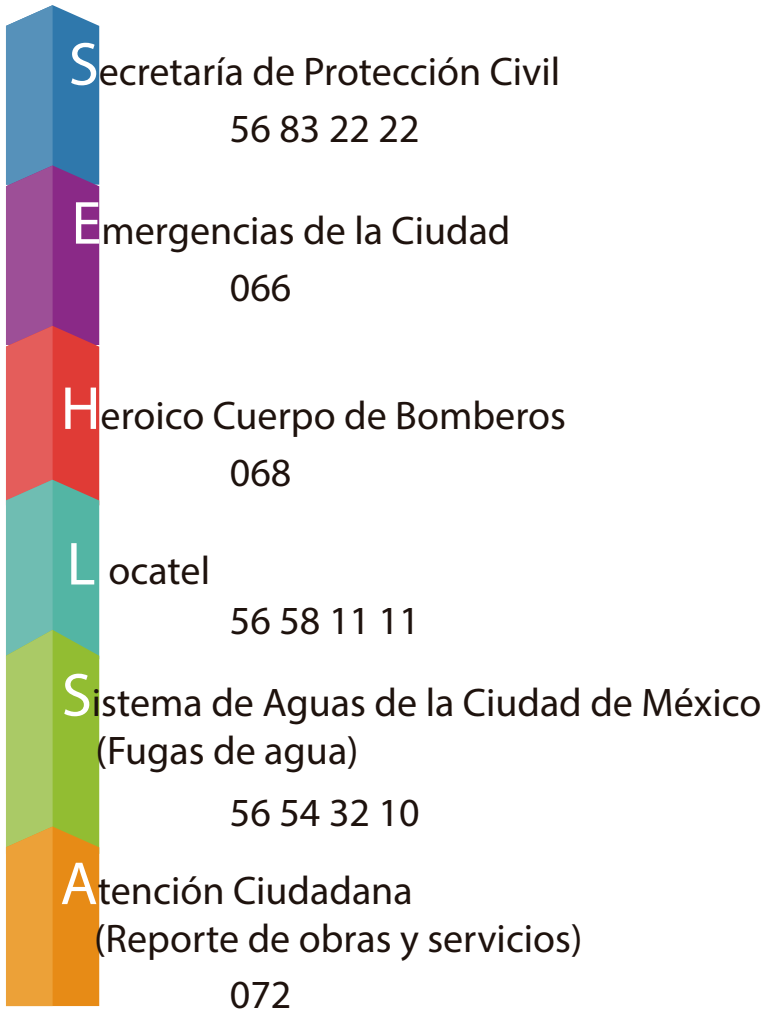 Secretaría de Protección Civil
56 83 22 22
Emergencias de la Ciudad
066
Heroico Cuerpo de Bomberos
068
L ocatel
56 58 11 11
Sistema de Aguas de la Ciudad de México
(Fugas de agua)
56 54 32 10
Atención Ciudadana
(Reporte de obras y servicios)
072